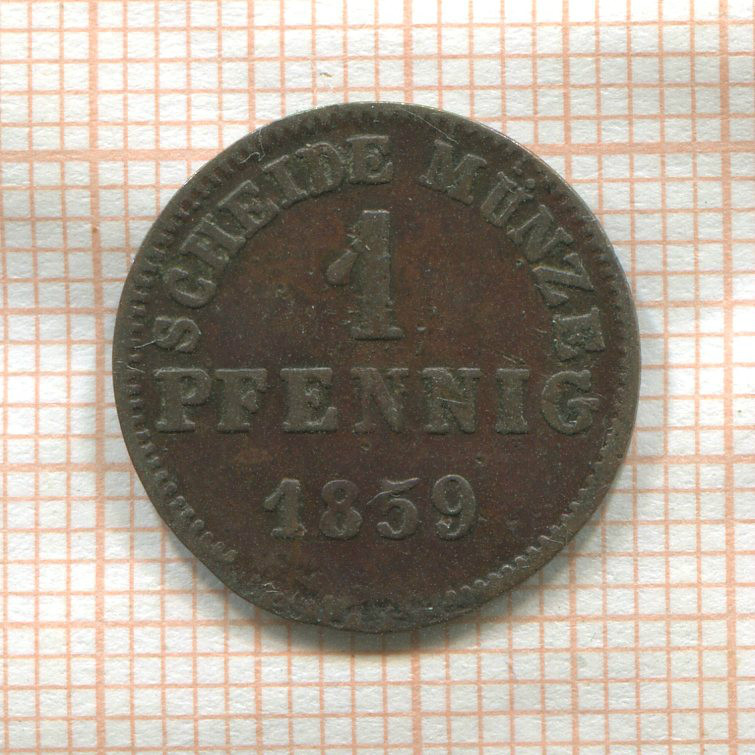 SCHEIDE MÜNZE
1
PFENNIG
1859